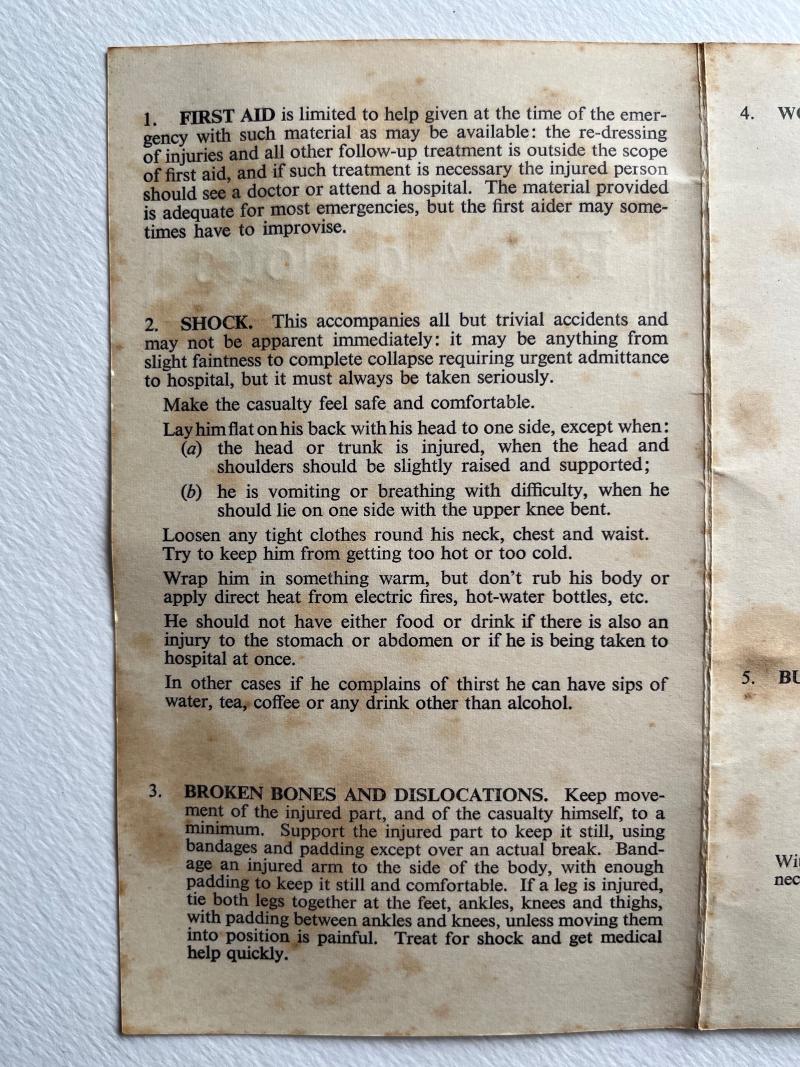 1. FIRST AID is limited to help given at the time of the emer-
gency with such material as may be available: the re-dressing
of injuries and all other follow-up treatment is outside the scope
of first aid, and if such treatment is necessary the injured person
should see a doctor or attend a hospital. The material provided
is adequate for most emergencies, but the first aider may some-
times have to improvise.
2. SHOCK. This accompanies all but trivial accidents and
may not be apparent immediately: it may be anything from
slight faintness to complete collapse requiring urgent admittance
to hospital, but it must always be taken seriously.
Make the casualty feel safe and comfortable.
Lay him flat on his back with his head to one side, except when:
(a) the head or trunk is injured, when the head and
shoulders should be slightly raised and supported;
(b) he is vomiting or breathing with difficulty, when he
should lie on one side with the upper knee bent.
Loosen any tight clothes round his neck, chest and waist.
Try to keep him from getting too hot or too cold.
Wrap him in something warm, but don't rub his body or
apply direct heat from electric fires, hot-water bottles, etc.
He should not have either food or drink if there is also an
injury to the stomach or abdomen or if he is being taken to
hospital at once.
In other cases if he complains of thirst he can have sips of
water, tea, coffee or any drink other than alcohol.
3. BROKEN BONES AND DISLOCATIONS. Keep move-
ment of the injured part, and of the casualty himself, to a
minimum. Support the injured part to keep it still, using
bandages and padding except over an actual break. Band-
age an injured arm to the side of the body, with enough
padding to keep it still and comfortable. If a leg is injured,
tie both legs together at the feet, ankles, knees and thighs,
with padding between ankles and knees, unless moving them
into position is painful. Treat for shock and get medical
help quickly.
4.
5.